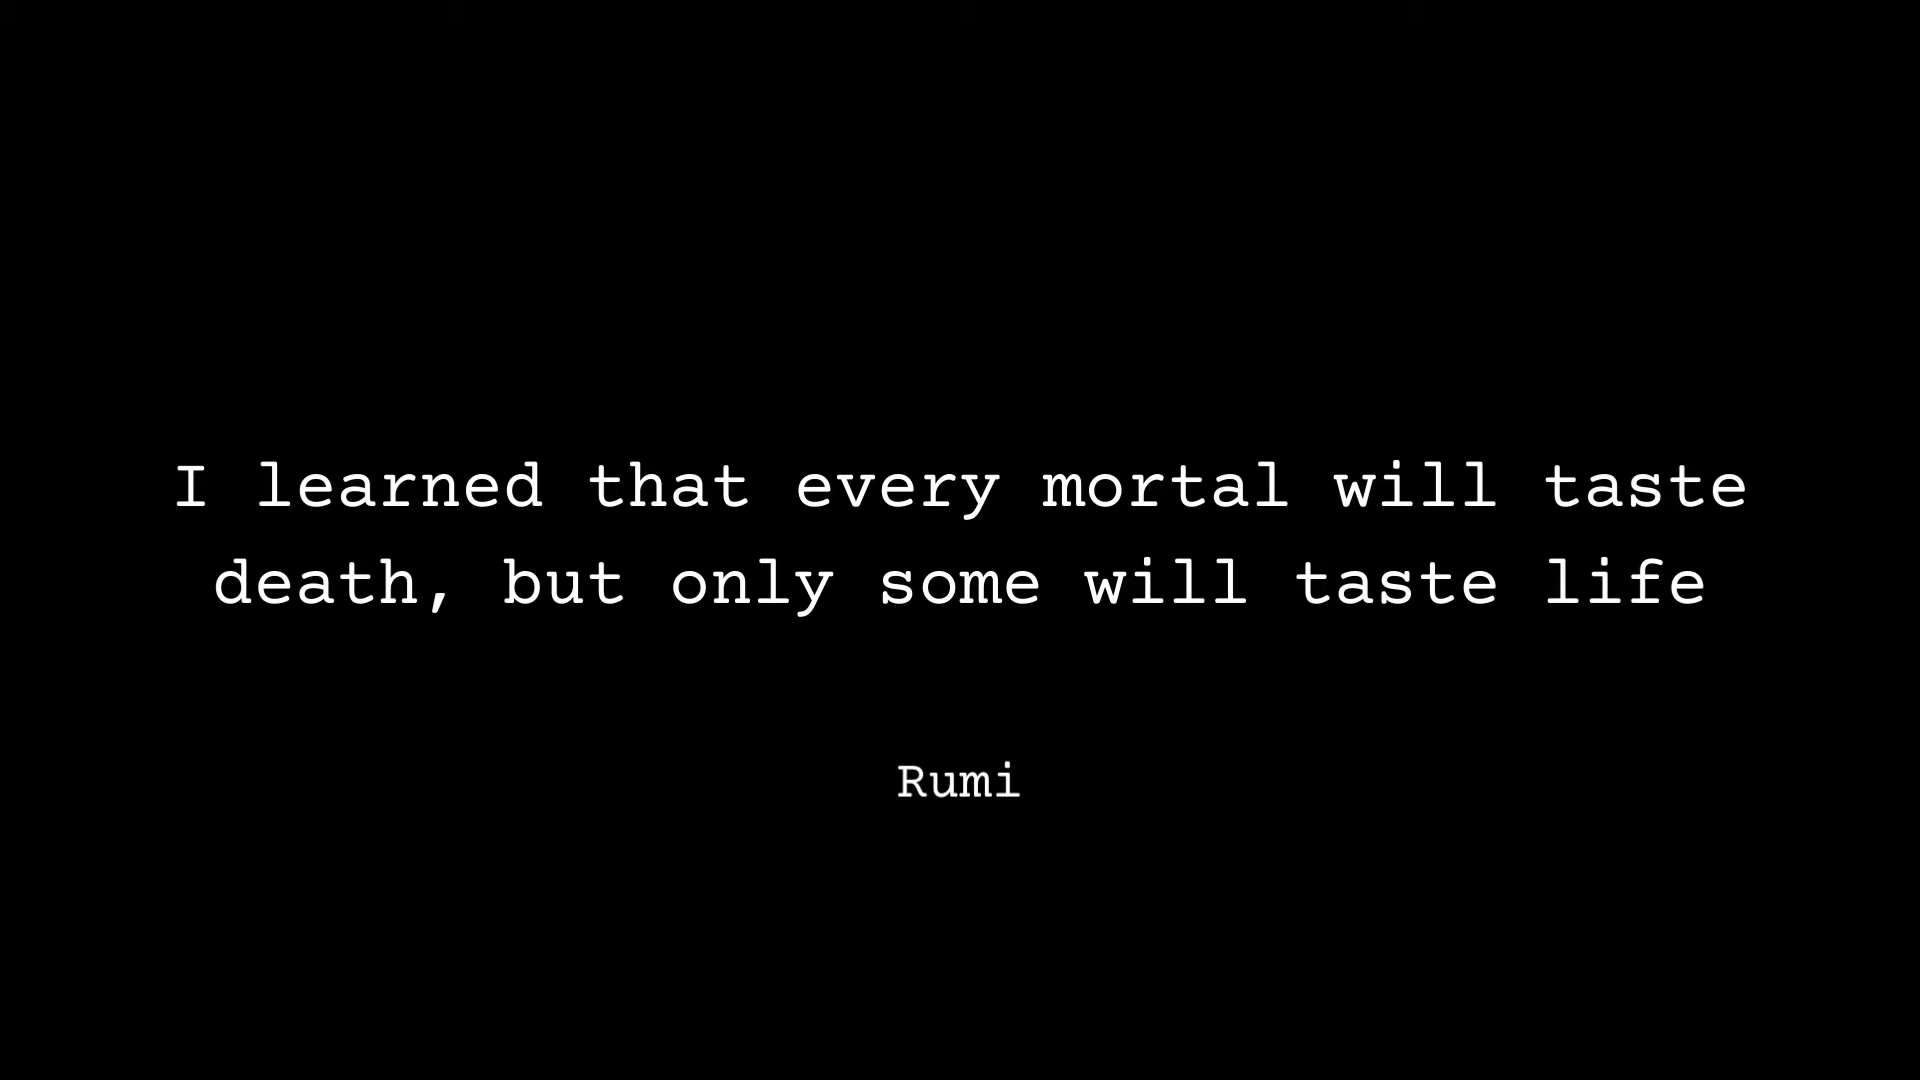 I learned that every mortal will taste
death, but only some will taste life
Rumi